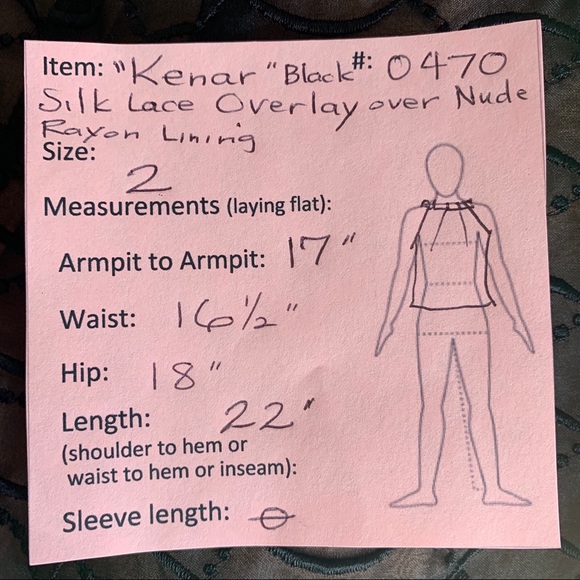 Item: "Kenar" Black #: 0470
Silk Lace Overlay over Nude
Rayon Lining
Size:
2
Measurements (laying flat):
Armpit to Armpit: 17"
Waist: 16½"
Hip: 18"
Length: 22"
(shoulder to hem or
waist to hem or inseam):
Sleeve length: ⦵